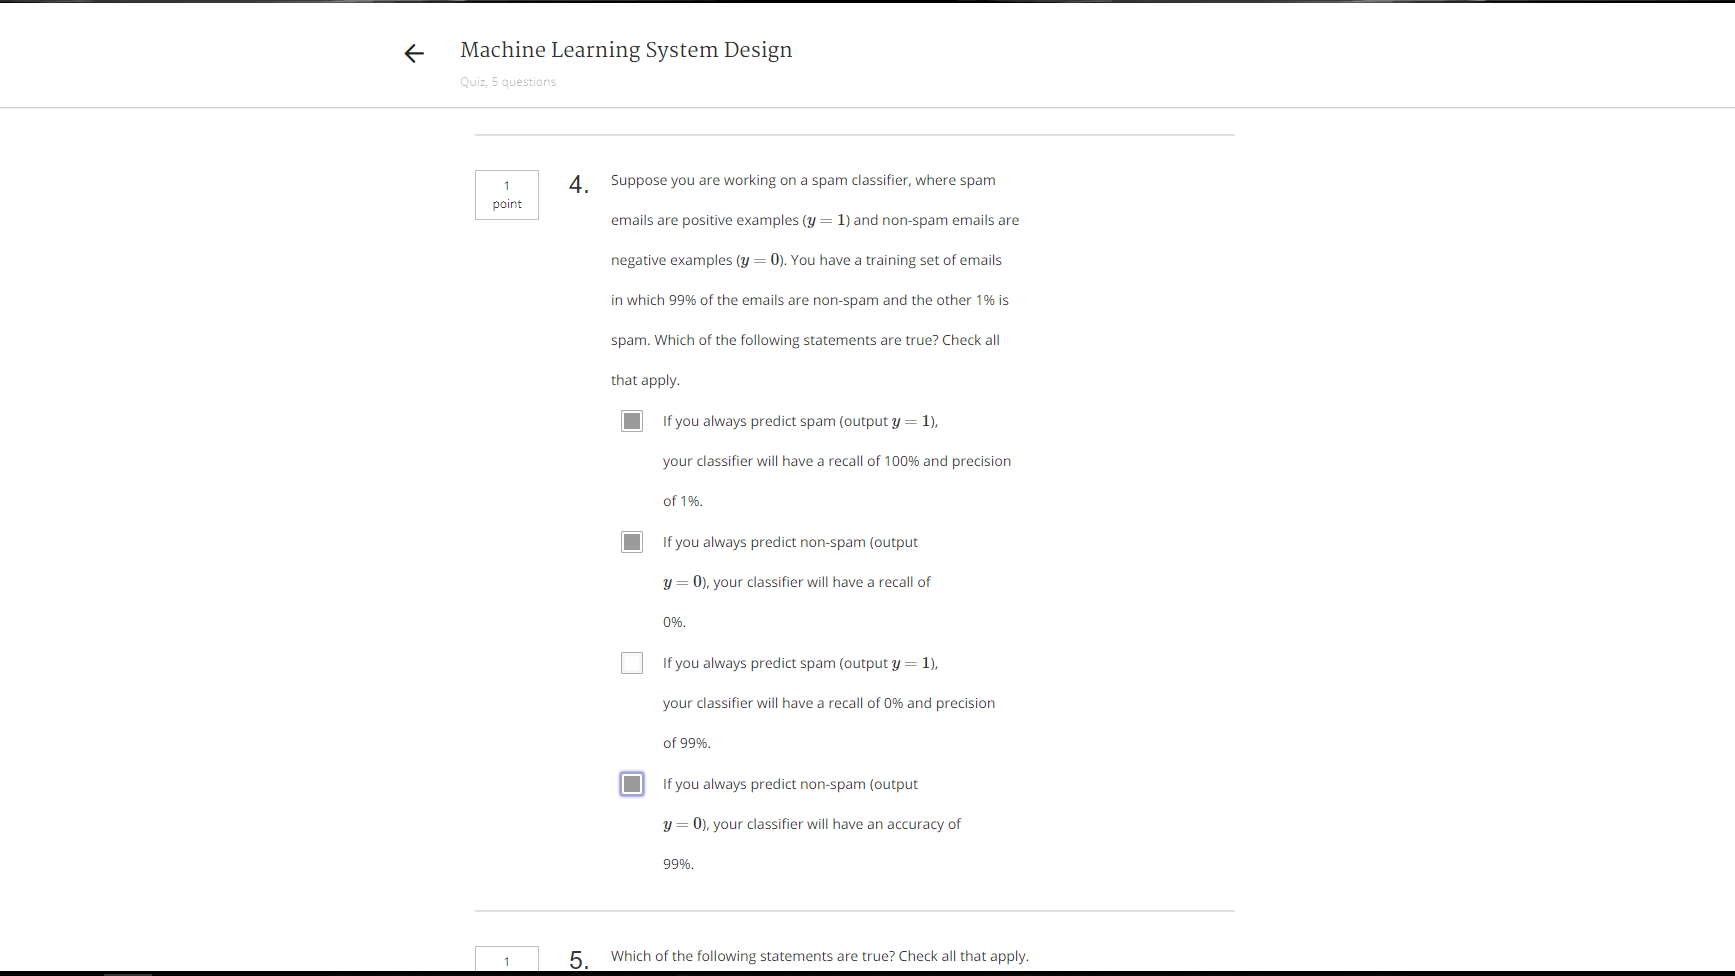 Machine Learning System Design
Quiz, 5 questions
1
point
4.
Suppose you are working on a spam classifier, where spam
emails are positive examples (y = 1) and non-spam emails are
negative examples (y = 0). You have a training set of emails
in which 99% of the emails are non-spam and the other 1% is
spam. Which of the following statements are true? Check all
that apply.
If you always predict spam (output y = 1),
your classifier will have a recall of 100% and precision
of 1%.
If you always predict non-spam (output
y = 0), your classifier will have a recall of
0%.
If you always predict spam (output y = 1),
your classifier will have a recall of 0% and precision
of 99%.
If you always predict non-spam (output
y = 0), your classifier will have an accuracy of
99%.
1
5.
Which of the following statements are true? Check all that apply.